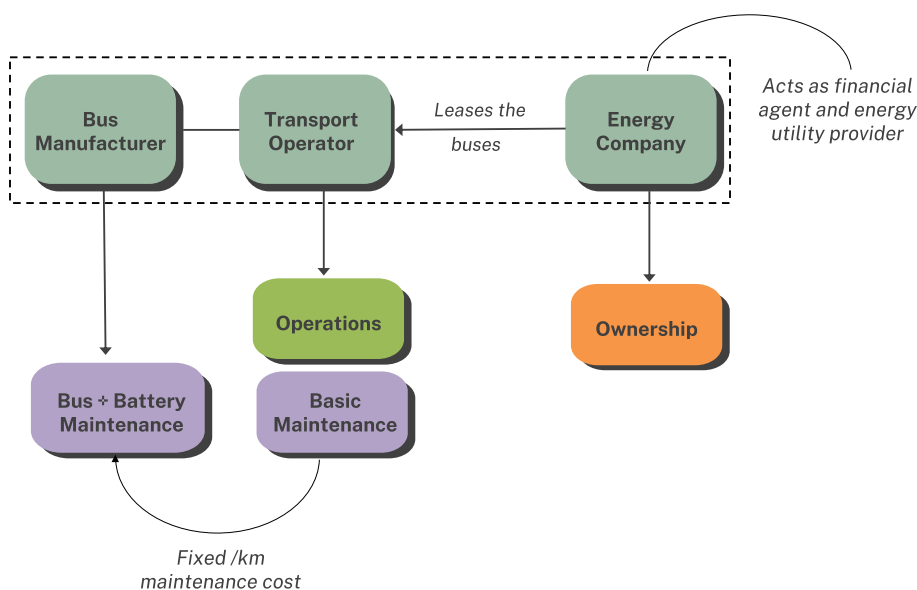 Bus
Manufacturer
Transport
Operator
Leases the
buses
Energy
Company
Acts as financial
agent and energy
utility provider
Operations
Ownership
Bus + Battery
Maintenance
Basic
Maintenance
Fixed /km
maintenance cost